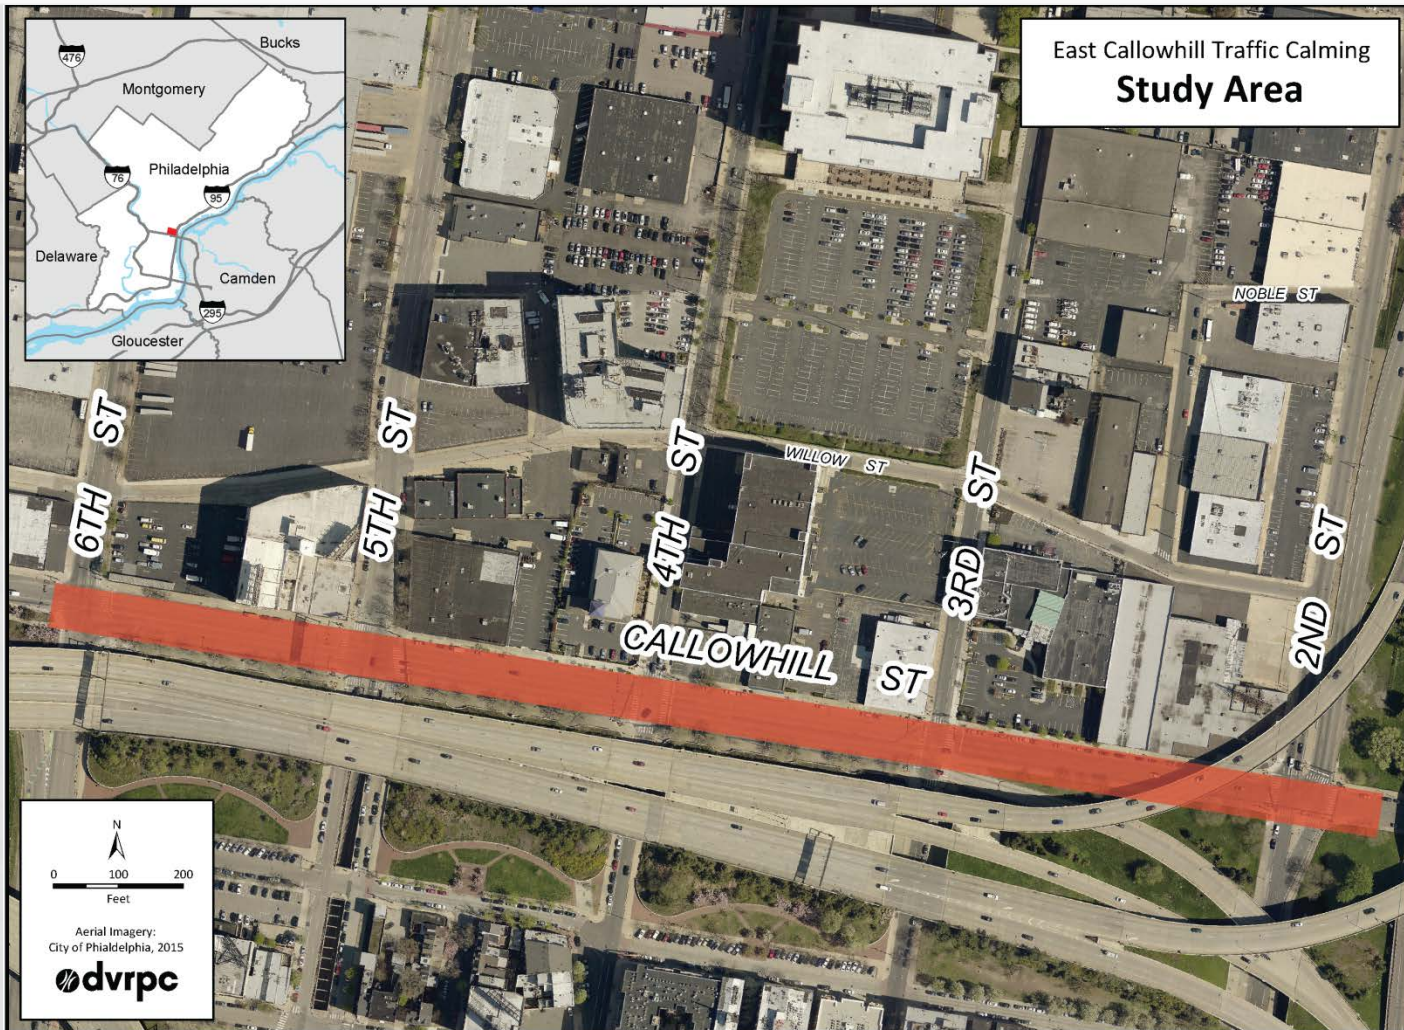 East Callowhill Traffic Calming
Study Area
476
Bucks
Montgomery
76
Philadelphia
95
Delaware
Camden
295
Gloucester
NOBLE ST
WILLOW ST
6TH ST
5TH ST
4TH ST
3RD ST
2ND ST
CALLOWHILL ST
N
0 100 200
Feet
Aerial Imagery:
City of Phialdelphia, 2015
dvrpc